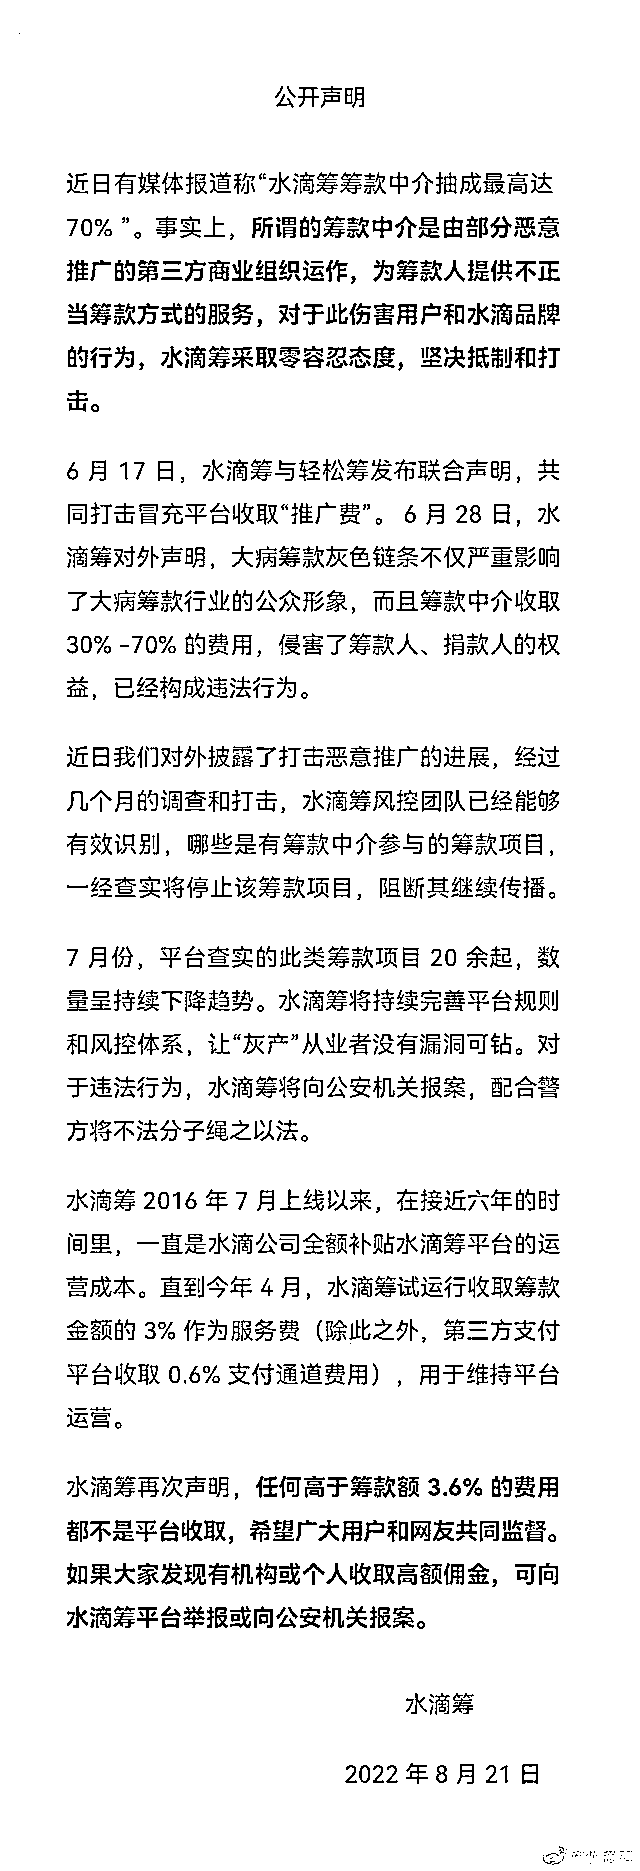 公开声明
近日有媒体报道称“水滴筹筹款中介抽成最高达
70% ”。事实上，所谓的筹款中介是由部分恶意
推广的第三方商业组织运作，为筹款人提供不正
当筹款方式的服务，对于此伤害用户和水滴品牌
的行为，水滴筹采取零容忍态度，坚决抵制和打
击。
6 月 17 日，水滴筹与轻松筹发布联合声明，共
同打击冒充平台收取“推广费”。 6 月 28 日，水
滴筹对外声明，大病筹款灰色链条不仅严重影响
了大病筹款行业的公众形象，而且筹款中介收取
30% -70% 的费用，侵害了筹款人、捐款人的权
益，已经构成违法行为。
近日我们对外披露了打击恶意推广的进展，经过
几个月的调查和打击，水滴筹风控团队已经能够
有效识别，哪些是有筹款中介参与的筹款项目，
一经查实将停止该筹款项目，阻断其继续传播。
7 月份，平台查实的此类筹款项目 20 余起，数
量呈持续下降趋势。水滴筹将持续完善平台规则
和风控体系，让“灰产”从业者没有漏洞可钻。对
于违法行为，水滴筹将向公安机关报案，配合警
方将不法分子绳之以法。
水滴筹 2016 年 7 月上线以来，在接近六年的时
间里，一直是水滴公司全额补贴水滴筹平台的运
营成本。直到今年 4 月，水滴筹试运行收取筹款
金额的 3% 作为服务费（除此之外，第三方支付
平台收取 0.6% 支付通道费用），用于维持平台
运营。
水滴筹再次声明，任何高于筹款额 3.6% 的费用
都不是平台收取，希望广大用户和网友共同监督。
如果大家发现有机构或个人收取高额佣金，可向
水滴筹平台举报或向公安机关报案。
水滴筹
2022 年 8 月 21 日